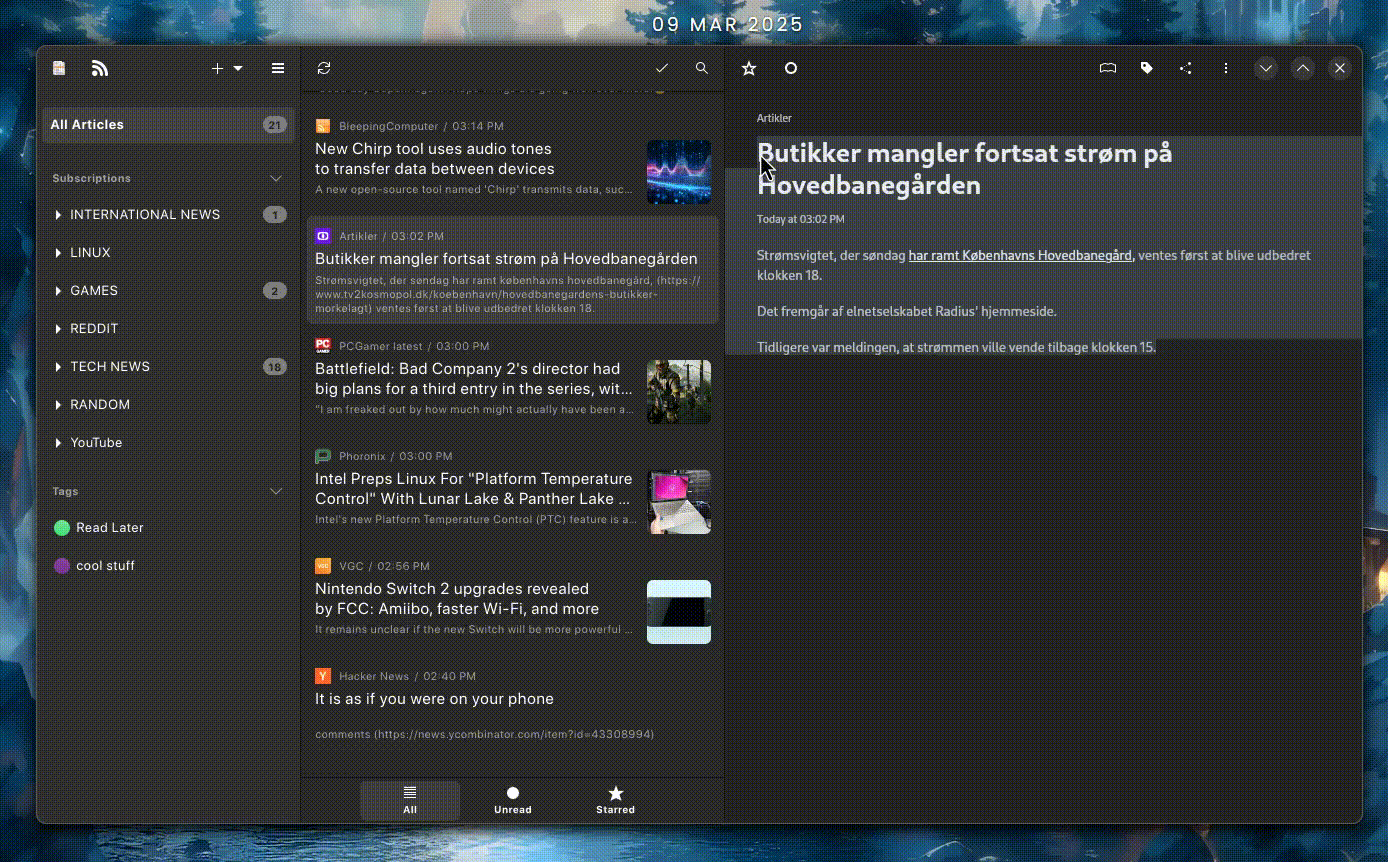 09 MAR 2025
All Articles
21
Subscriptions
INTERNATIONAL NEWS
1
LINUX
GAMES
2
REDDIT
TECH NEWS
18
RANDOM
YouTube
Tags
Read Later
cool stuff
BleepingComputer / 03:14 PM
New Chirp tool uses audio tones
to transfer data between devices
A new open-source tool named 'Chirp' transmits data, suc...
Artikler / 03:02 PM
Butikker mangler fortsat strøm på Hovedbanegården
Strømsvigtet, der søndag har ramt københavns hovedbanegård, (https://
www.tv2kosmopol.dk/koebenhavn/hovedbanegardens-butikker-
morkelagt) ventes først at blive udbedret klokken 18.
PC
GAMER
PCGamer latest / 03:00 PM
Battlefield: Bad Company 2's director had
big plans for a third entry in the series, wit...
"I am freaked out by how much might actually have been a...
Phoronix / 03:00 PM
Intel Preps Linux For "Platform Temperature
Control" With Lunar Lake & Panther Lake ...
Intel's new Platform Temperature Control (PTC) feature is a...
VGC
VGC / 02:56 PM
Nintendo Switch 2 upgrades revealed
by FCC: Amiibo, faster Wi-Fi, and more
It remains unclear if the new Switch will be more powerful ...
Y
Hacker News / 02:40 PM
It is as if you were on your phone
comments (https://news.ycombinator.com/item?id=43308994)
All
Unread
Starred
Artikler
Butikker mangler fortsat strøm på
Hovedbanegården
Today at 03:02 PM
Strømsvigtet, der søndag har ramt Københavns Hovedbanegård, ventes først at blive udbedret
klokken 18.
Det fremgår af elnetselskabet Radius' hjemmeside.
Tidligere var meldingen, at strømmen ville vende tilbage klokken 15.